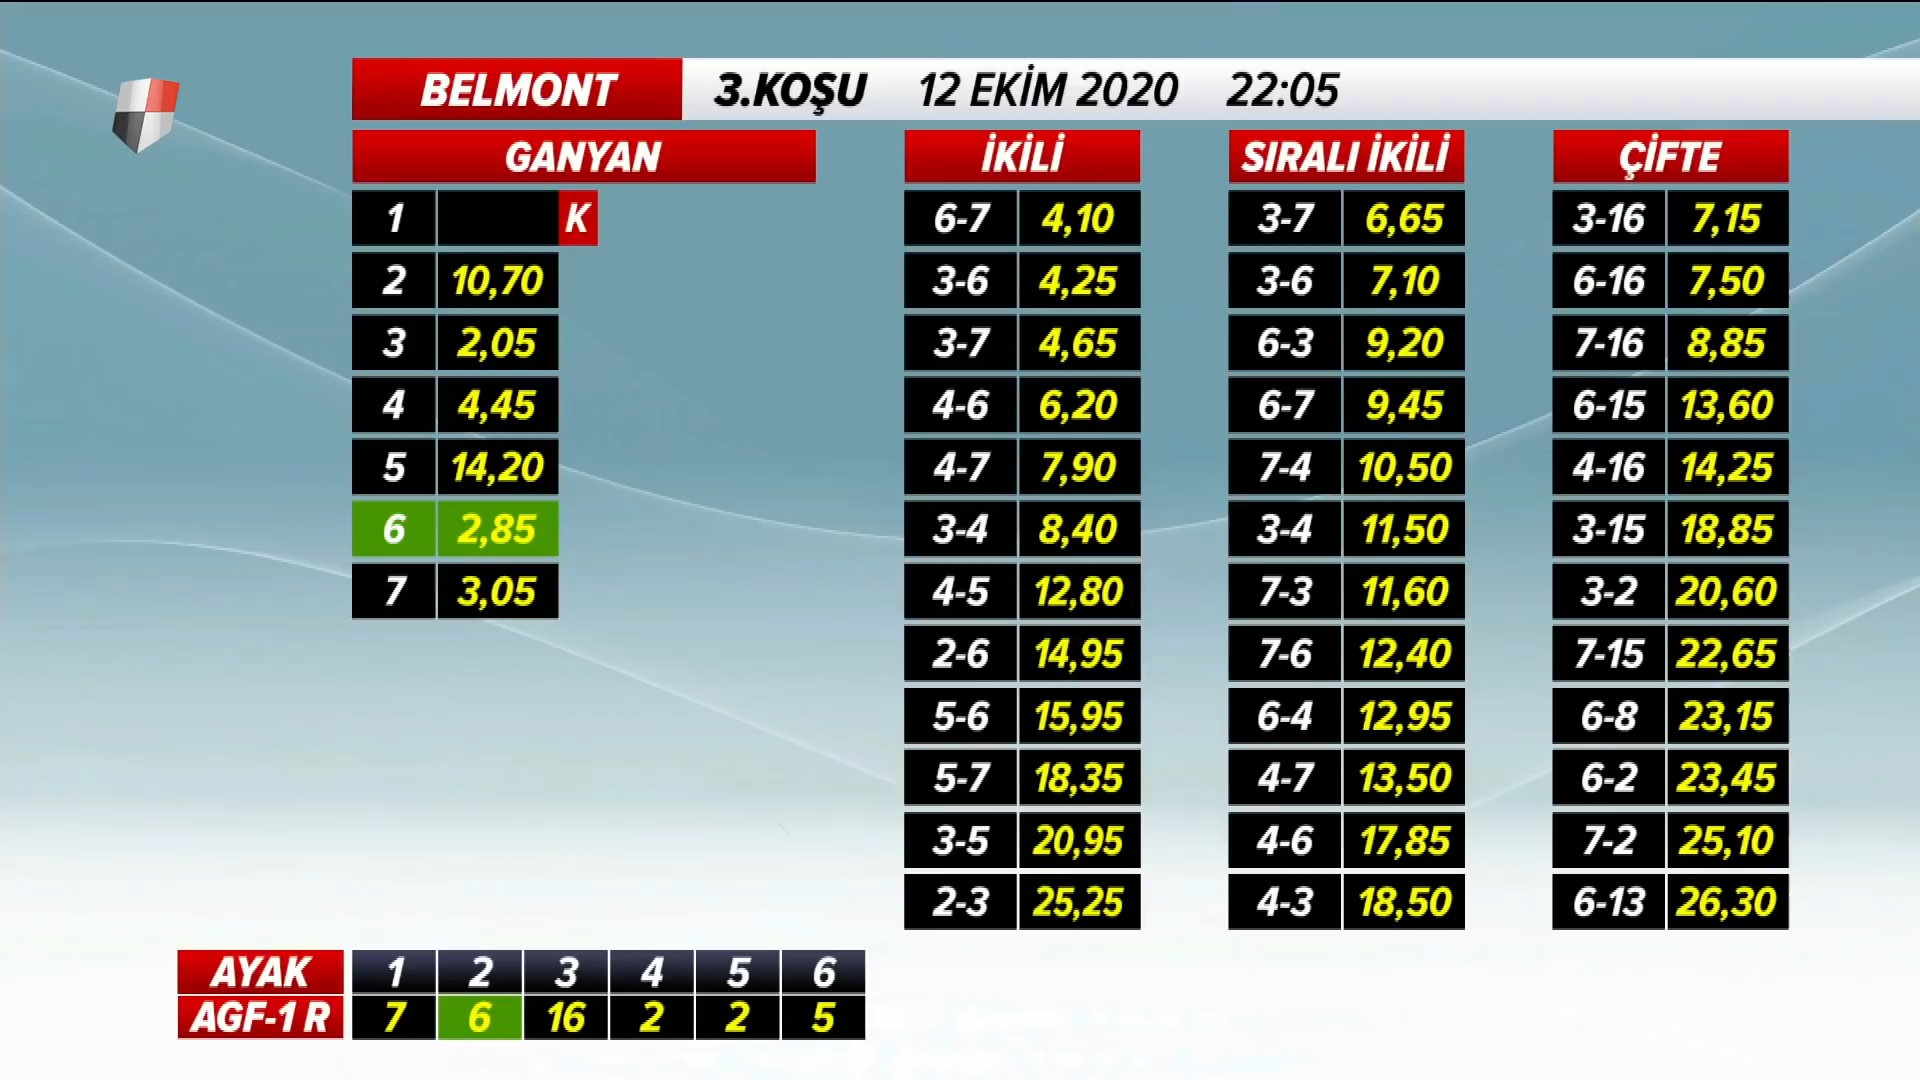 BELMONT 3.KOŞU 12 EKİM 2020 22:05
GANYAN İKİLİ SIRALI İKİLİ ÇİFTE
1 K 6-7 4,10 3-7 6,65 3-16 7,15
2 10,70 3-6 4,25 3-6 7,10 6-16 7,50
3 2,05 3-7 4,65 6-3 9,20 7-16 8,85
4 4,45 4-6 6,20 6-7 9,45 6-15 13,60
5 14,20 4-7 7,90 7-4 10,50 4-16 14,25
6 2,85 3-4 8,40 3-4 11,50 3-15 18,85
7 3,05 4-5 12,80 7-3 11,60 3-2 20,60
2-6 14,95 7-6 12,40 7-15 22,65
5-6 15,95 6-4 12,95 6-8 23,15
5-7 18,35 4-7 13,50 6-2 23,45
3-5 20,95 4-6 17,85 7-2 25,10
2-3 25,25 4-3 18,50 6-13 26,30
AYAK 1 2 3 4 5 6
AGF-1 R 7 6 16 2 2 5